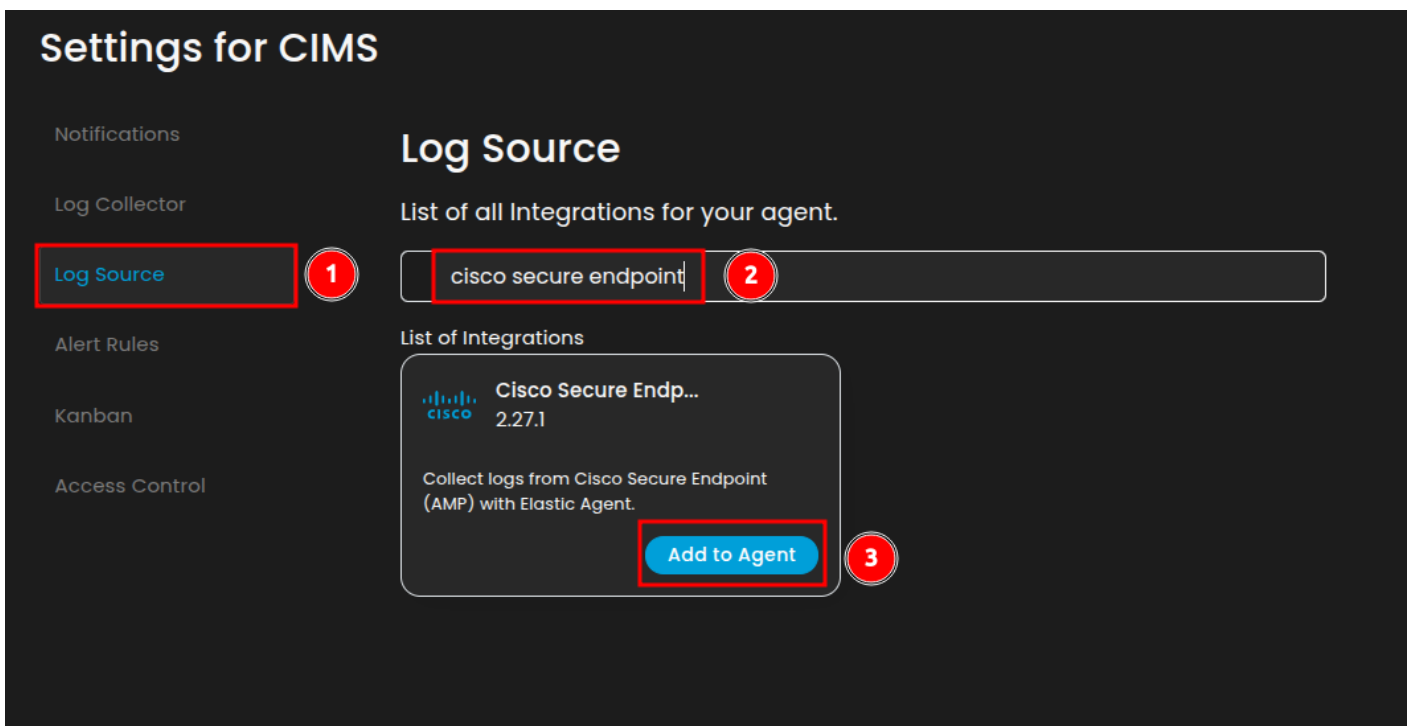 Settings for CIMS
Notifications
Log Collector
Log Source
1
Alert Rules
Kanban
Access Control
Log Source
List of all Integrations for your agent.
cisco secure endpoint
2
List of Integrations
CISCO
Cisco Secure Endp...
2.27.1
Collect logs from Cisco Secure Endpoint
(AMP) with Elastic Agent.
Add to Agent
3